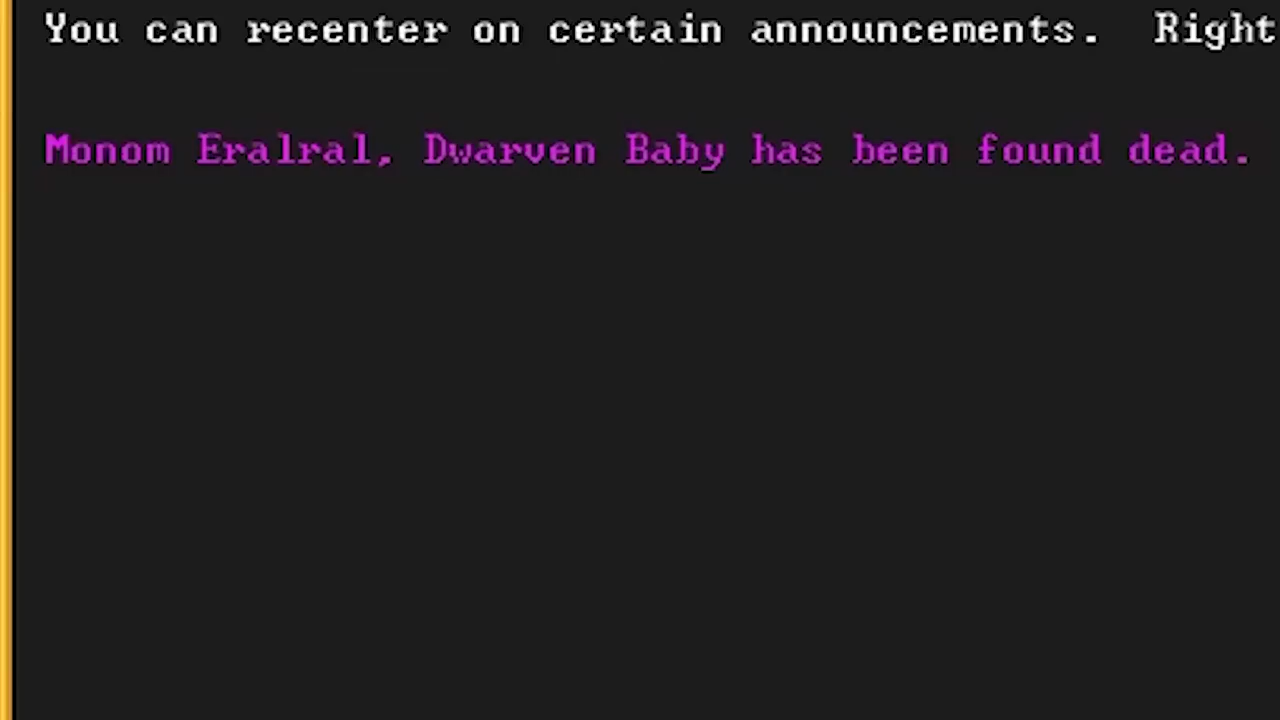 You can recenter on certain announcements.  Right
Monom Eralral, Dwarven Baby has been found dead.